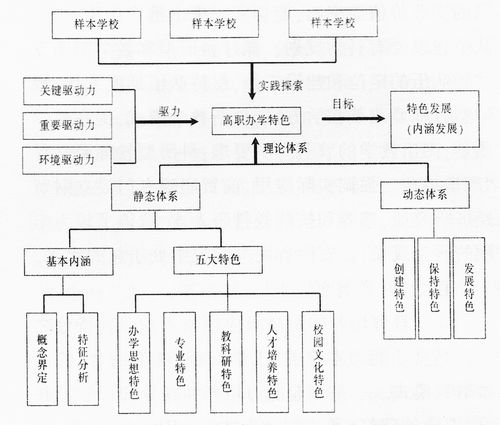 样本学校
样本学校
样本学校
实践探索
关键驱动力
重要驱动力
环境驱动力
驱力
高职办学特色
目标
特色发展
(内涵发展)
理论体系
静态体系
动态体系
基本内涵
五大特色
创建特色
保持特色
发展特色
概念界定
特征分析
办学思想特色
专业特色
教科研特色
人才培养特色
校园文化特色